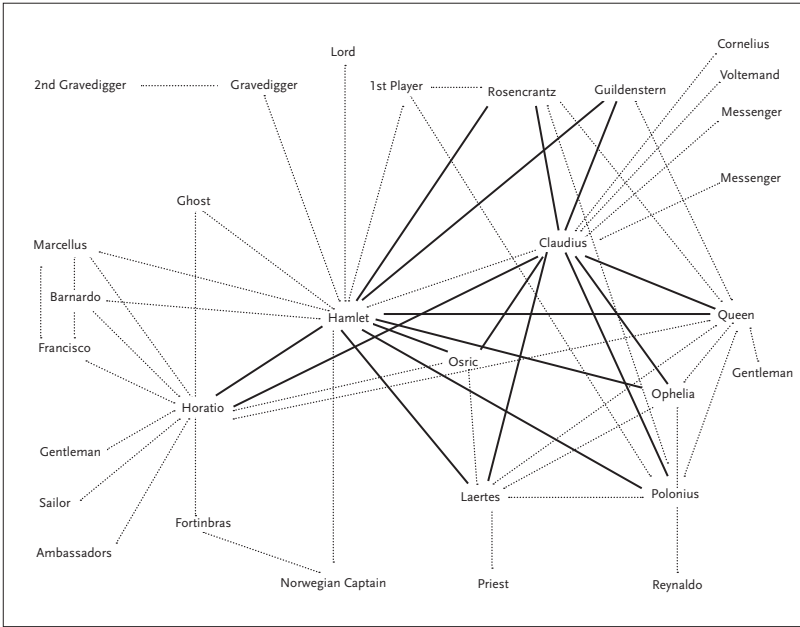 Cornelius
Lord
Voltemand
2nd Gravedigger
Gravedigger
1st Player
Rosencrantz
Guildenstern
Messenger
Messenger
Ghost
Marcellus
Claudius
Barnardo
Hamlet
Queen
Francisco
Osric
Gentleman
Ophelia
Horatio
Gentleman
Laertes
Polonius
Sailor
Fortinbras
Ambassadors
Norwegian Captain
Priest
Reynaldo